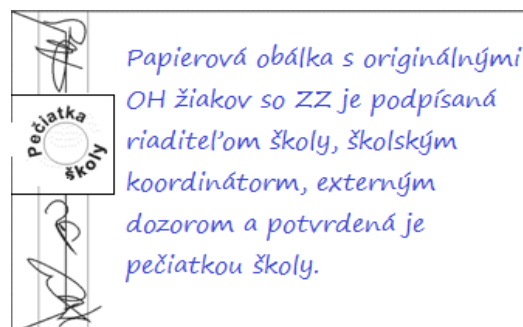 Pečiatka
školy
Papierová obálka s originálnymi
OH žiakov so ZZ je podpísaná
riaditeľom školy, školským
koordinátorm, externým
dozorom a potvrdená je
pečiatkou školy.